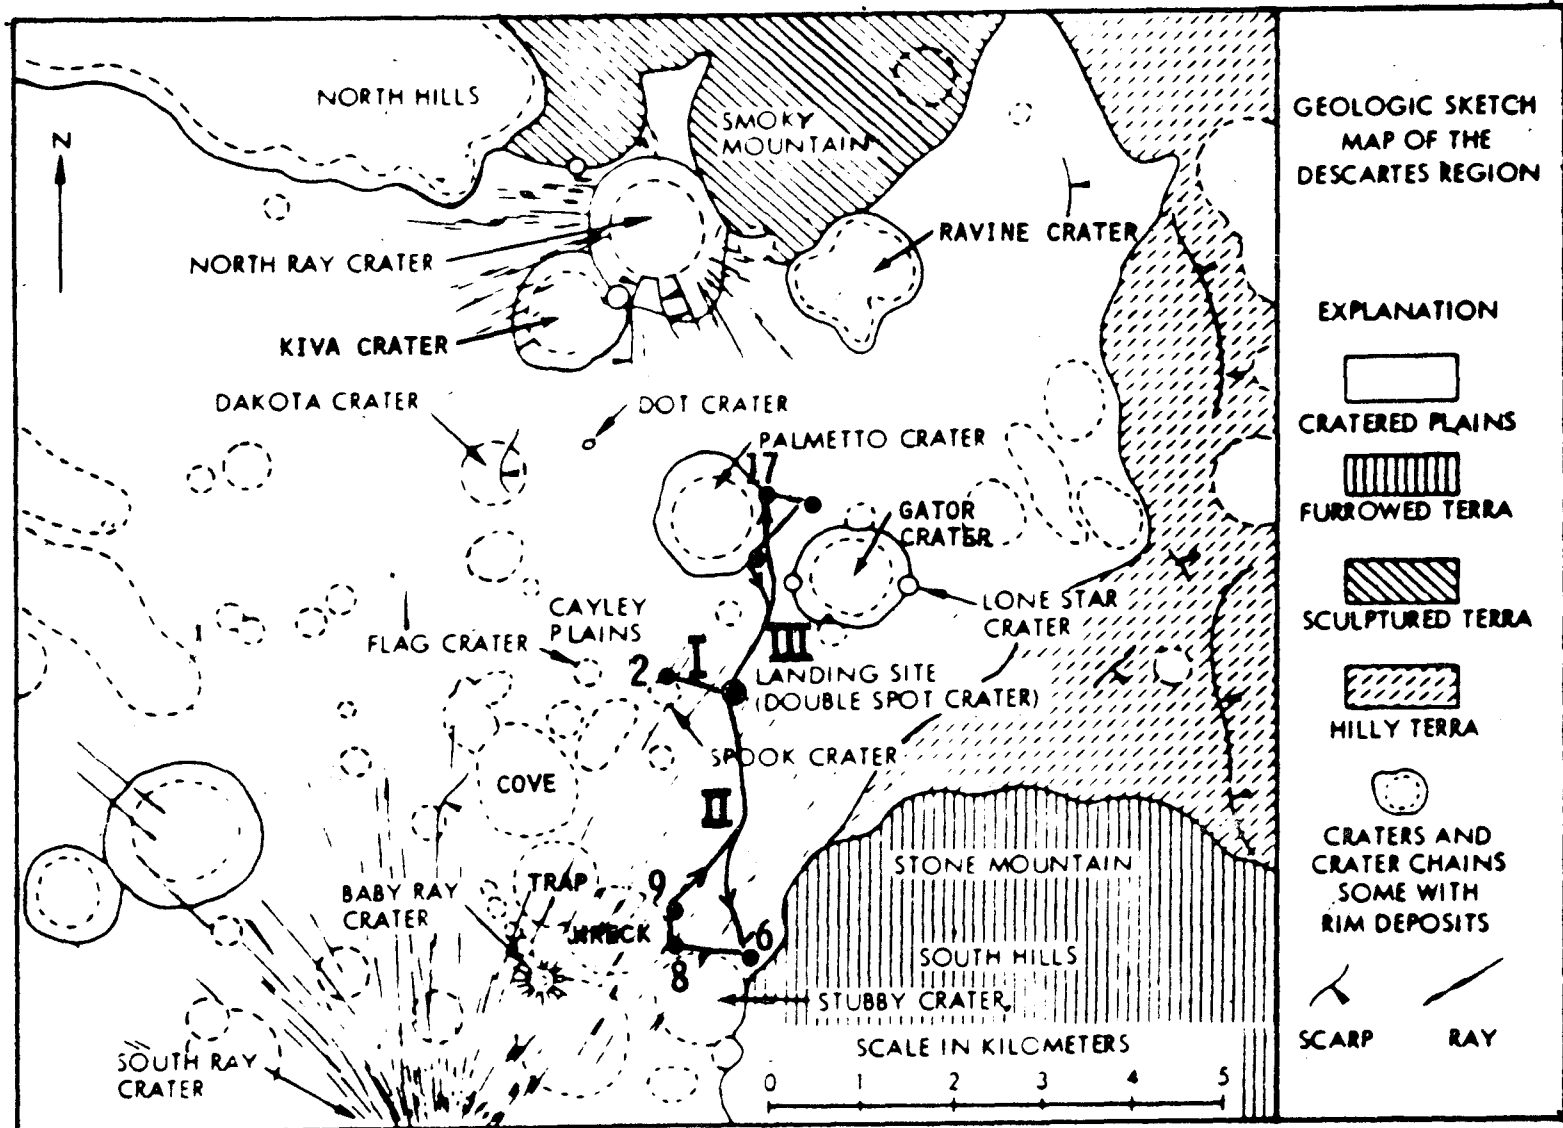 NORTH HILLS
N
SMOKY
MOUNTAIN
NORTH RAY CRATER
RAVINE CRATER
KIVA CRATER
DAKOTA CRATER
DOT CRATER
PALMETTO CRATER
17
GATOR
CRATER
CAYLEY
PLAINS
LONE STAR
CRATER
FLAG CRATER
I
III
2
LANDING SITE
(DOUBLE SPOT CRATER)
SPOOK CRATER
COVE
II
STONE MOUNTAIN
BABY RAY
CRATER
TRAP
9
WRECK
6
8
SOUTH HILLS
STUBBY CRATER
SOUTH RAY
CRATER
SCALE IN KILOMETERS
0 1 2 3 4 5
GEOLOGIC SKETCH
MAP OF THE
DESCARTES REGION
EXPLANATION
CRATERED PLAINS
FURROWED TERRA
SCULPTURED TERRA
HILLY TERRA
CRATERS AND
CRATER CHAINS
SOME WITH
RIM DEPOSITS
SCARP RAY